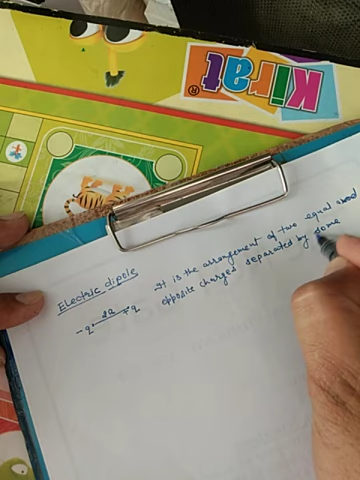 Kirat®
Electric dipole
It is the arrangement of two equal and
opposite charged separated by some
-q 2a +q